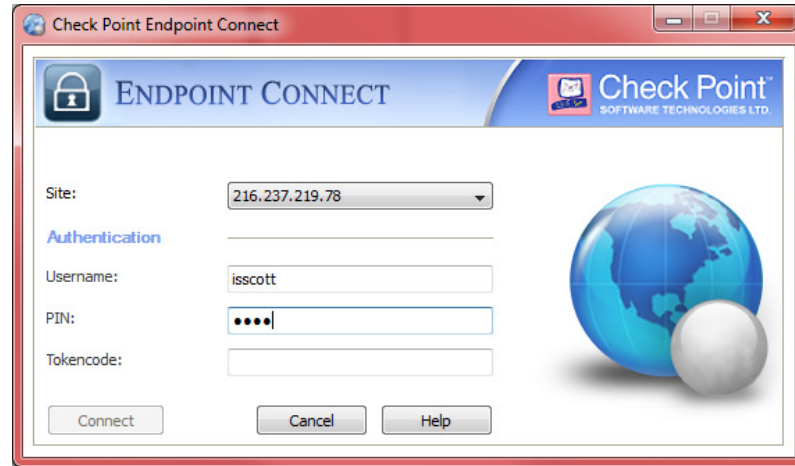 Check Point Endpoint Connect
ENDPOINT CONNECT
Check Point™
SOFTWARE TECHNOLOGIES LTD.
Site: 216.237.219.78
Authentication
Username: isscott
PIN: ••••
Tokencode:
Connect Cancel Help